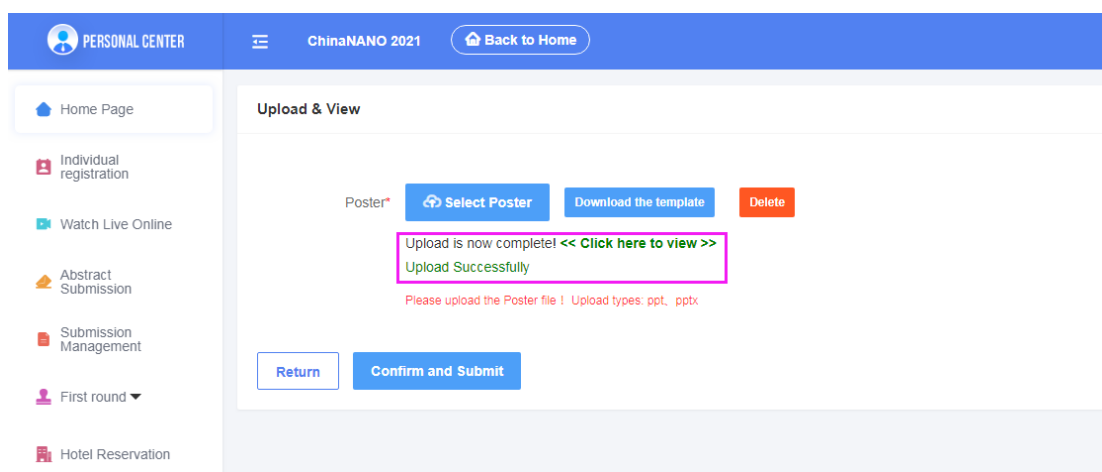 PERSONAL CENTER
ChinaNANO 2021
Back to Home
Home Page
Individual
registration
Watch Live Online
Abstract
Submission
Submission
Management
First round
Hotel Reservation
Upload & View
Poster*
Select Poster
Download the template
Delete
Upload is now complete! << Click here to view >>
Upload Successfully
Please upload the Poster file！ Upload types: ppt、pptx
Return
Confirm and Submit